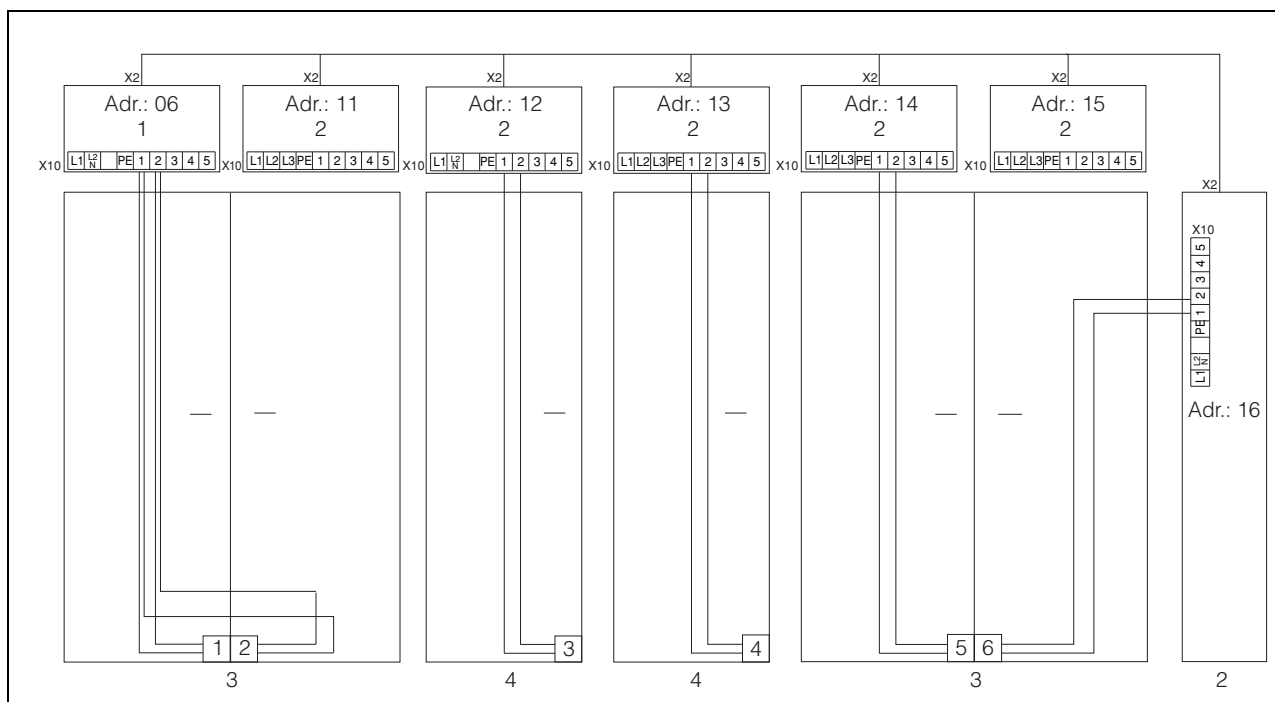 X2 X2 X2 X2 X2 X2
Adr.: 06 Adr.: 11 Adr.: 12 Adr.: 13 Adr.: 14 Adr.: 15
1 2 2 2 2 2
X10 L1 L2 N PE 1 2 3 4 5
X10 L1 L2 L3 PE 1 2 3 4 5
X10 L1 L2 N PE 1 2 3 4 5
X10 L1 L2 L3 PE 1 2 3 4 5
X10 L1 L2 L3 PE 1 2 3 4 5
X10 L1 L2 L3 PE 1 2 3 4 5
X2
X10
L1 L2 N PE 1 2 3 4 5
Adr.: 16
1 2 3 4 5 6
3 4 4 3 2